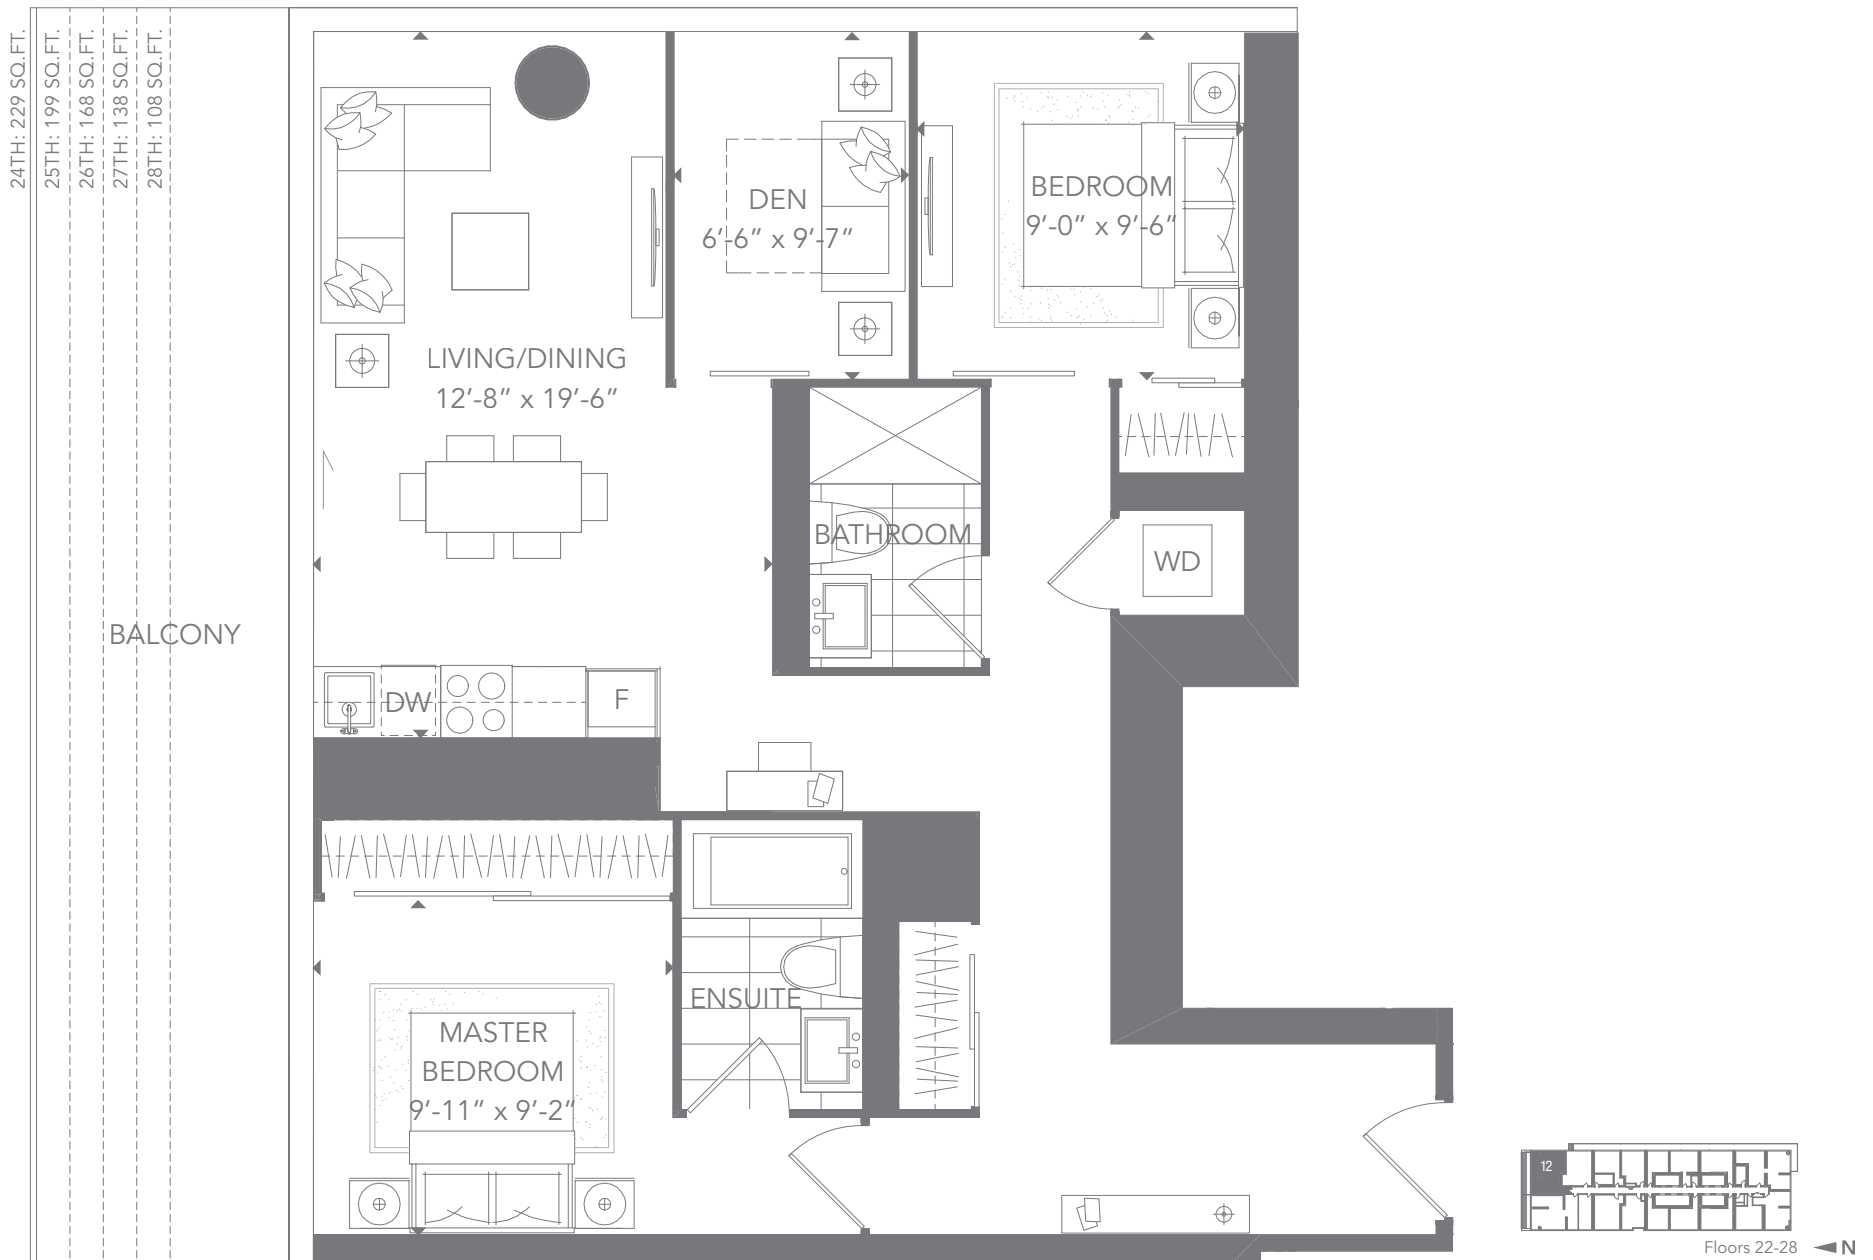 24TH: 229 SQ.FT.
25TH: 199 SQ.FT.
26TH: 168 SQ.FT.
27TH: 138 SQ.FT.
28TH: 108 SQ.FT.
BALCONY
LIVING/DINING
12’-8” x 19’-6”
DEN
6’-6” x 9’-7”
BEDROOM
9’-0” x 9’-6”
BATHROOM
WD
DW
F
ENSUITE
MASTER
BEDROOM
9’-11” x 9’-2”
12
Floors 22-28
N